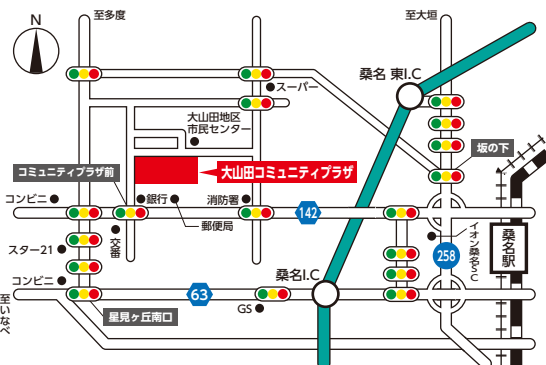 N
至多度
至大垣
桑名 東I.C
スーパー
大山田地区
市民センター
坂の下
コミュニティプラザ前
大山田コミュニティプラザ
コンビニ
銀行
消防署
142
郵便局
交番
スター21
イオン桑名SC
桑名駅
258
コンビニ
桑名I.C
至いなべ
63
GS
星見ヶ丘南口